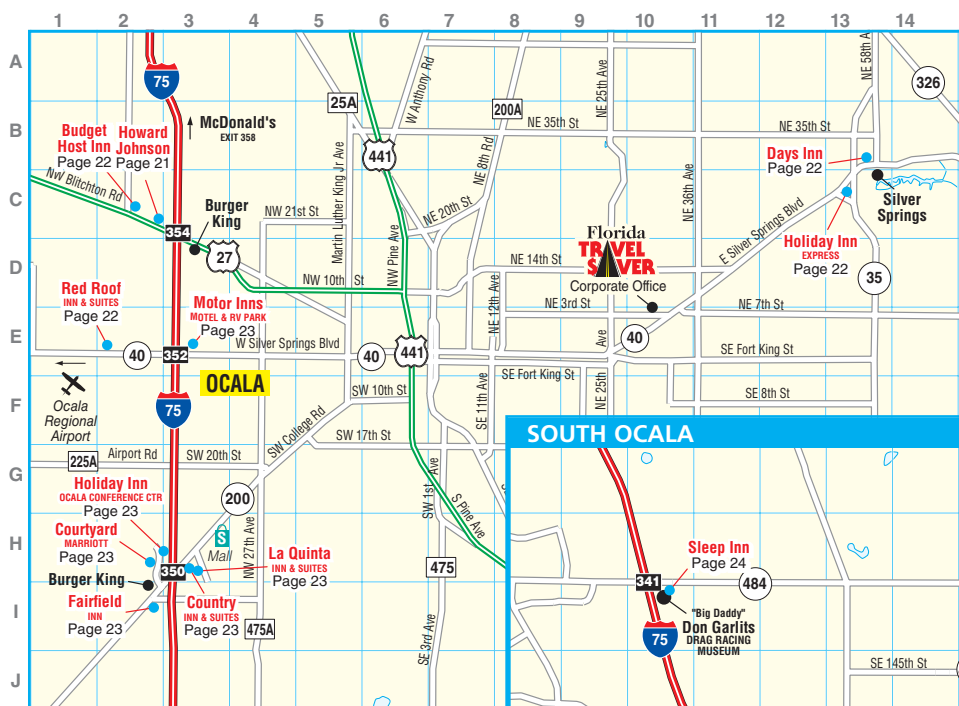 1 2 3 4 5 6 7 8 9 10 11 12 13 14
A
B
C
D
E
F
G
H
I
J
75
McDonald's
EXIT 358
Budget
Host Inn
Page 22
Howard
Johnson
Page 21
NW Blitchton Rd
354
Burger
King
27
25A
441
W Anthony Rd
200A
NE 8th Rd
NE 35th St
NE 25th Ave
NE 35th St
NE 36th Ave
NE 58th A
326
Days Inn
Page 22
Silver
Springs
Holiday Inn
EXPRESS
Page 22
35
E Silver Springs Blvd
NW 21st St
Martin Luther King Jr Ave
NE 20th St
NW Pine Ave
NW 10th St
NE 14th St
Florida
TRAVEL
SAVER
Corporate Office
NE 3rd St
NE 7th St
NE 12th Ave
Red Roof
INN & SUITES
Page 22
Motor Inns
MOTEL & RV PARK
Page 23
40
352
W Silver Springs Blvd
40
441
40
SE Fort King St
SE Fort King St
Ave
NE 25th
SE 11th Ave
SE 8th St
OCALA
75
Ocala
Regional
Airport
SW 10th St
SW College Rd
SW 17th St
225A
Airport Rd
SW 20th St
200
Holiday Inn
OCALA CONFERENCE CTR
Page 23
Courtyard
MARRIOTT
Page 23
S
Mall
NW 27th Ave
La Quinta
INN & SUITES
Page 23
Burger King
350
Fairfield
INN
Page 23
Country
INN & SUITES
Page 23
475A
SW 1st Ave
S Pine Ave
475
SE 3rd Ave
SOUTH OCALA
Sleep Inn
Page 24
341
484
"Big Daddy"
Don Garlits
DRAG RACING
MUSEUM
75
SE 145th St